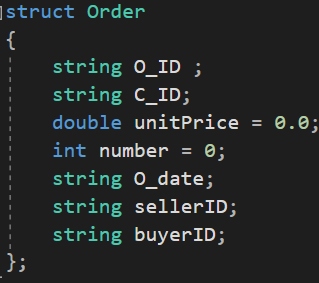 struct Order
{
string O_ID ;
string C_ID;
double unitPrice = 0.0;
int number = 0;
string O_date;
string sellerID;
string buyerID;
};